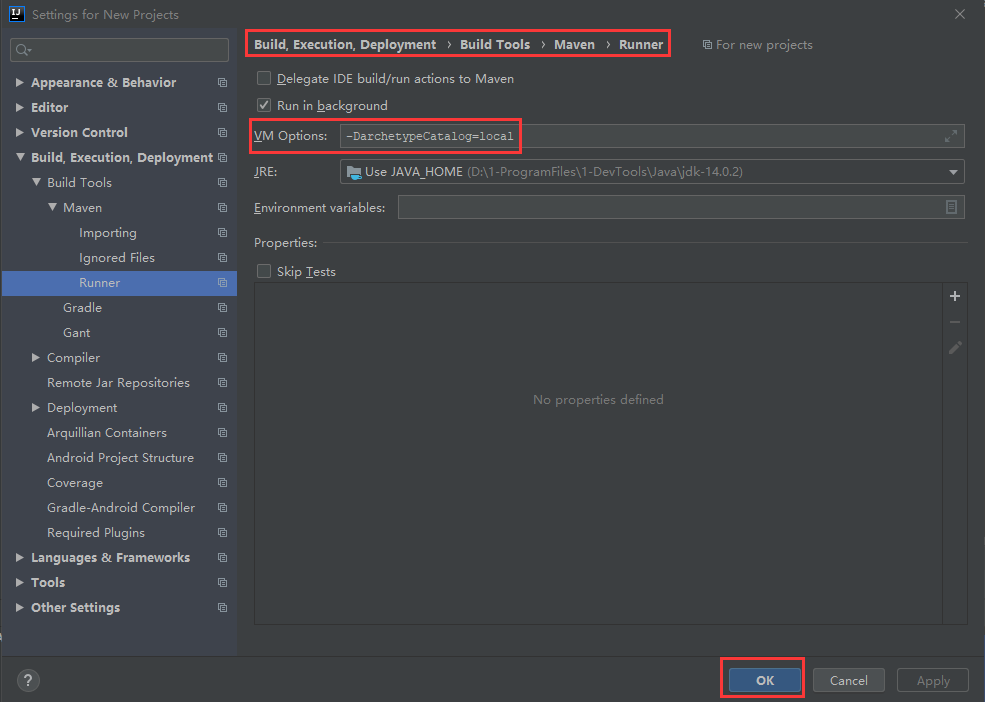 Settings for New Projects
Appearance & Behavior
Editor
Version Control
Build, Execution, Deployment
Build Tools
Maven
Importing
Ignored Files
Runner
Gradle
Gant
Compiler
Remote Jar Repositories
Deployment
Arquillian Containers
Android Project Structure
Coverage
Gradle-Android Compiler
Required Plugins
Languages & Frameworks
Tools
Other Settings
Build, Execution, Deployment › Build Tools › Maven › Runner For new projects
Delegate IDE build/run actions to Maven
Run in background
VM Options: -DarchetypeCatalog=local
JRE: Use JAVA_HOME (D:\1-ProgramFiles\1-DevTools\Java\jdk-14.0.2)
Environment variables:
Properties:
Skip Tests
No properties defined
? OK Cancel Apply